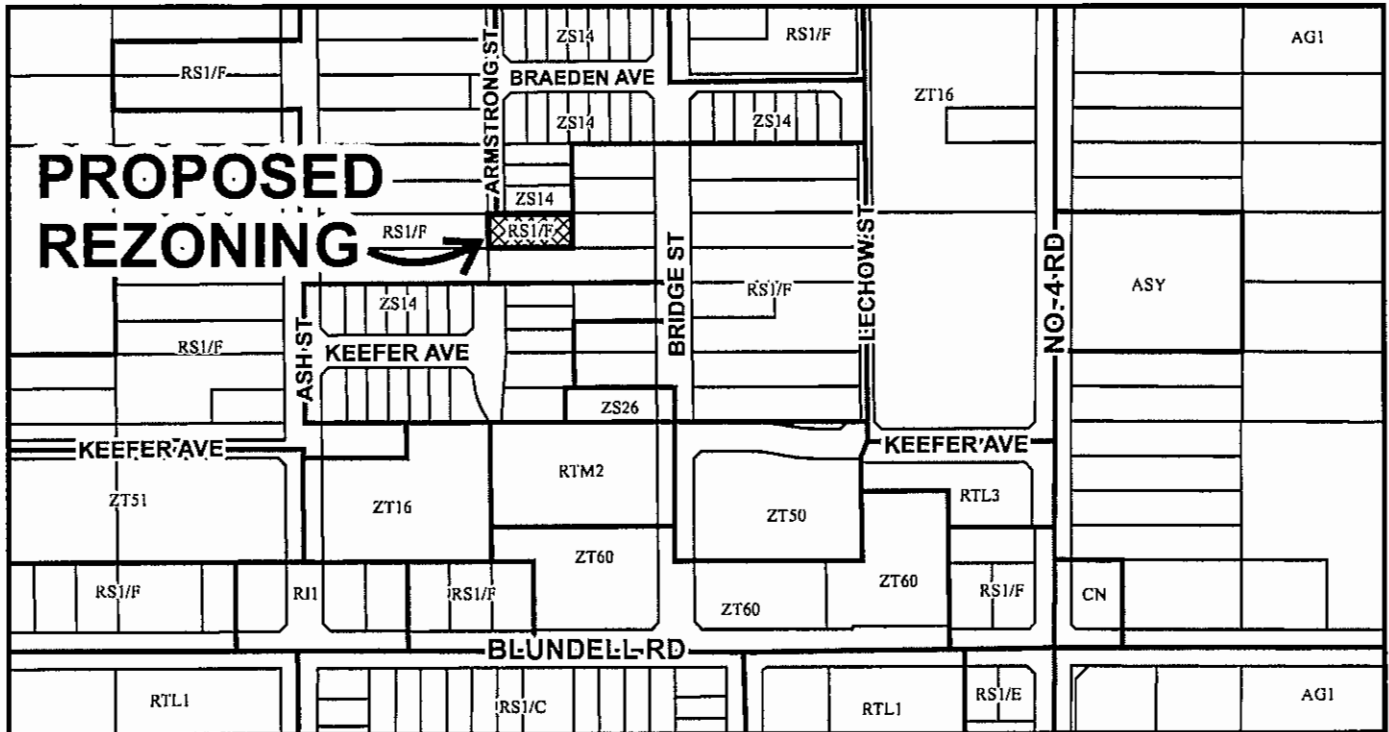 ZS14
RS1/F
AG1
RS1/F
ARMSTRONG ST
BRAEDEN AVE
ZT16
ZS14
ZS14
PROPOSED
REZONING
ZS14
RS1/F
RS1/F
BRIDGE ST
LECHOW ST
NO. 4 RD
ASY
RS1/F
ZS14
RS1/F
ASH ST
KEEFER AVE
ZS26
KEEFER AVE
KEEFER AVE
RTM2
RTL3
ZT51
ZT16
ZT50
ZT60
ZT60
RS1/F
RI1
RS1/F
ZT60
RS1/F
CN
BLUNDELL RD
RTL1
RS1/C
RTL1
RS1/E
AG1